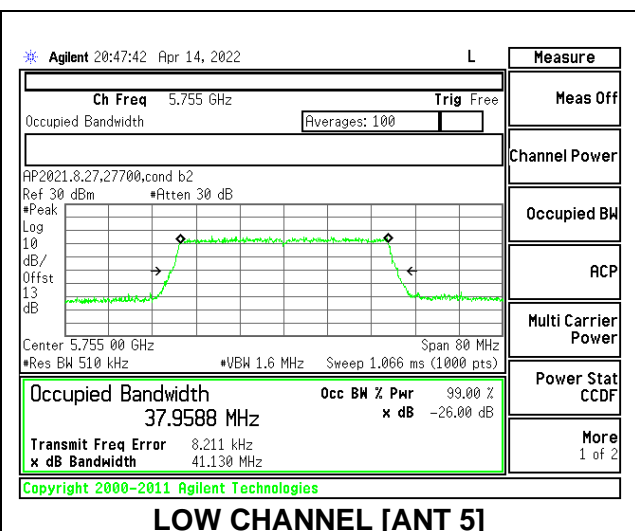 Agilent 20:47:42 Apr 14, 2022 L Measure
Ch Freq 5.755 GHz Trig Free
Occupied Bandwidth Averages: 100
AP2021.8.27,27700,cond b2
Ref 30 dBm #Atten 30 dB
#Peak
Log
10
dB/
Offst
13
dB
Center 5.755 00 GHz Span 80 MHz
#Res BW 510 kHz #VBW 1.6 MHz Sweep 1.066 ms (1000 pts)
Occupied Bandwidth Occ BW % Pwr 99.00 %
37.9588 MHz x dB -26.00 dB
Transmit Freq Error 8.211 kHz
x dB Bandwidth 41.130 MHz
Copyright 2000-2011 Agilent Technologies
Meas Off
Channel Power
Occupied BW
ACP
Multi Carrier
Power
Power Stat
CCDF
More
1 of 2
LOW CHANNEL [ANT 5]